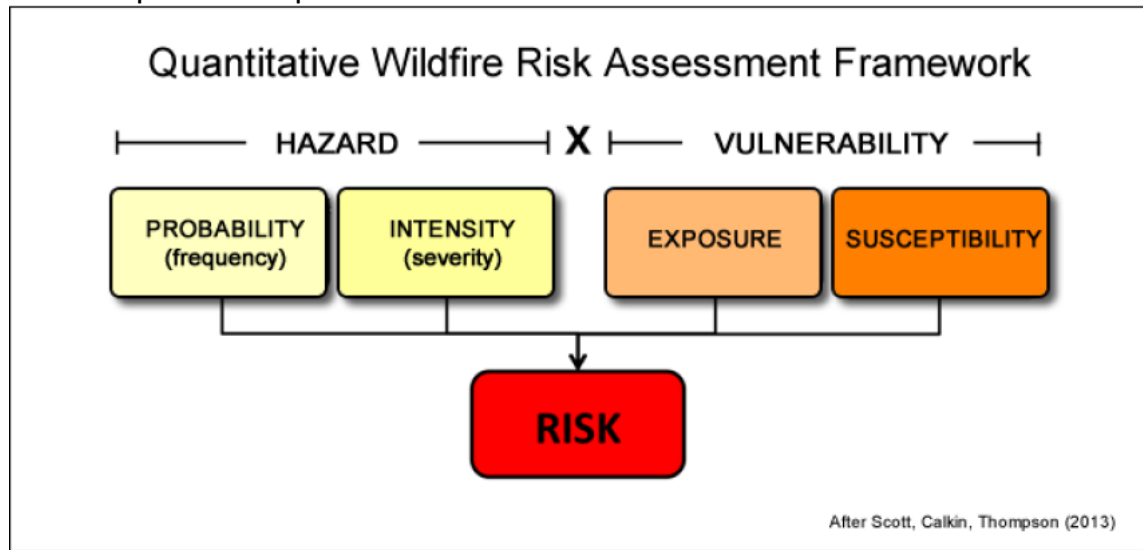 Quantitative Wildfire Risk Assessment Framework
HAZARD X VULNERABILITY
PROBABILITY
(frequency)
INTENSITY
(severity)
EXPOSURE
SUSCEPTIBILITY
RISK
After Scott, Calkin, Thompson (2013)